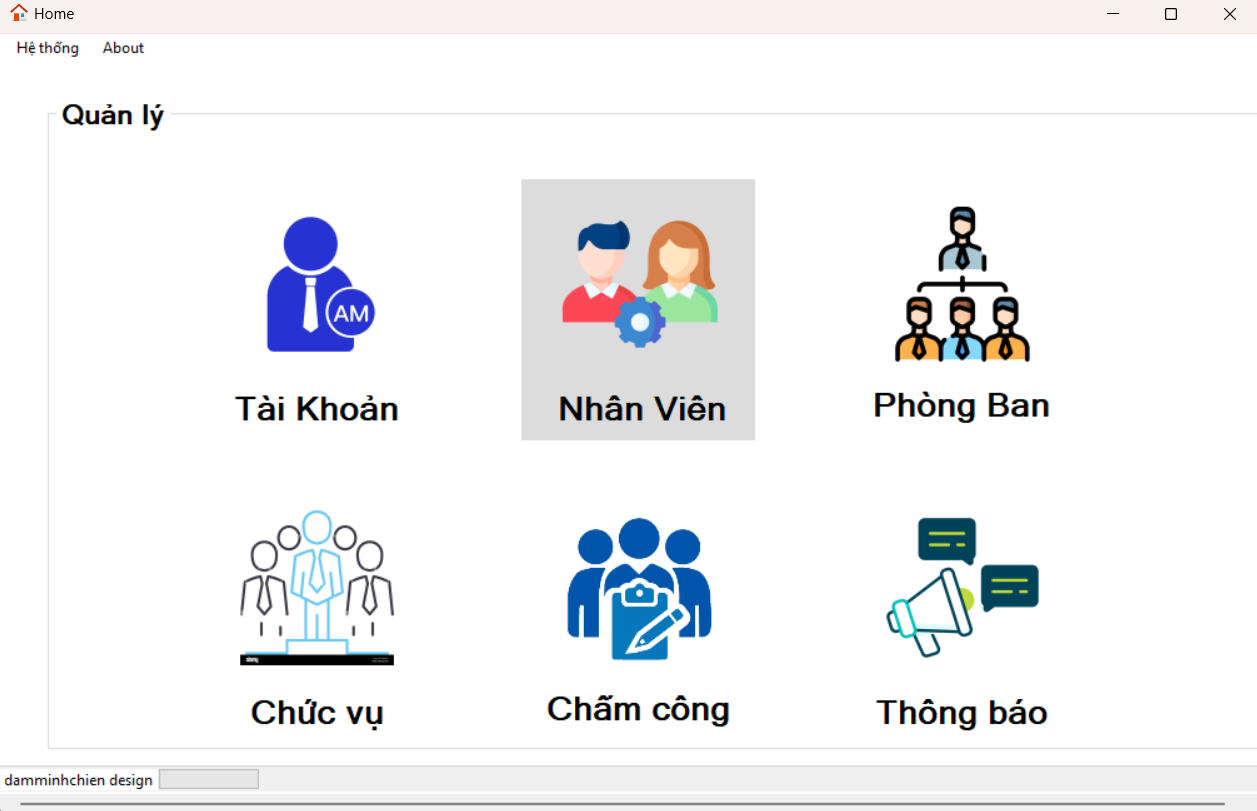 Home
Hệ thống About
Quản lý
AM
Tài Khoản
Nhân Viên
Phòng Ban
Chức vụ
Chấm công
Thông báo
damminhchien design